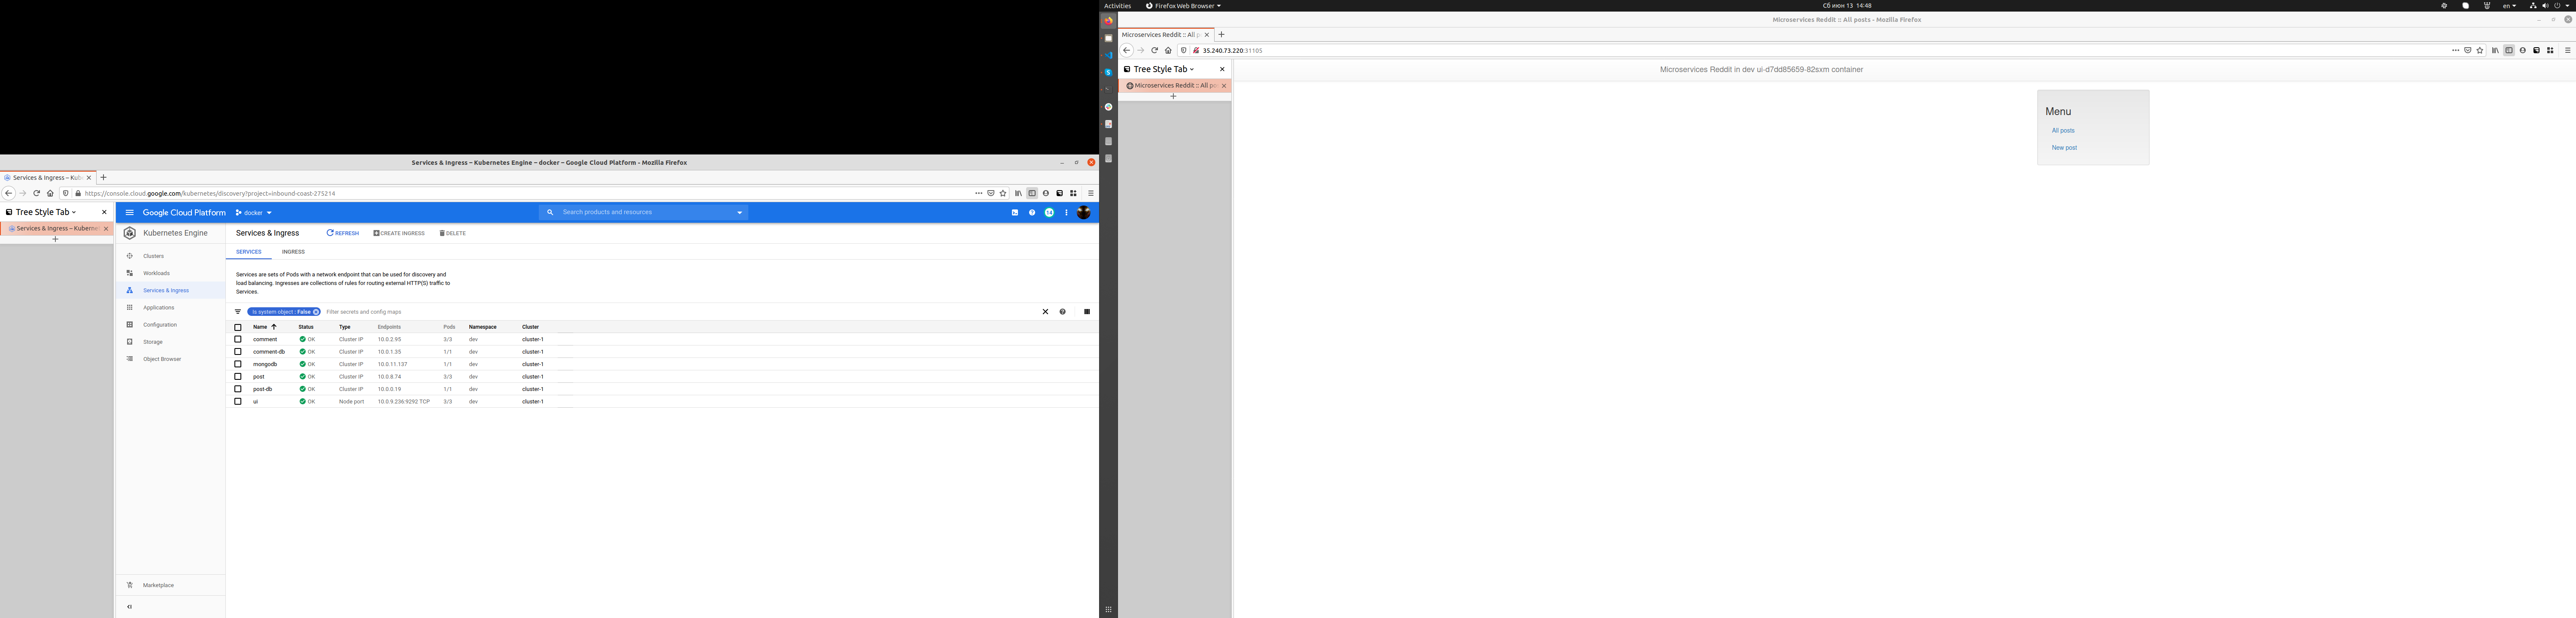 Services & Ingress – Kubernetes Engine – docker – Google Cloud Platform - Mozilla Firefox
Services & Ingress – Kub
https://console.cloud.google.com/kubernetes/discovery?project=inbound-coast-275214
Tree Style Tab
Services & Ingress – Kuberne
Google Cloud Platform
docker
Search products and resources
Kubernetes Engine
Clusters
Workloads
Services & Ingress
Applications
Configuration
Storage
Object Browser
Marketplace
Services & Ingress
REFRESH
CREATE INGRESS
DELETE
SERVICES
INGRESS
Services are sets of Pods with a network endpoint that can be used for discovery and
load balancing. Ingresses are collections of rules for routing external HTTP(S) traffic to
Services.
Is system object : False
Filter secrets and config maps
Name Status Type Endpoints Pods Namespace Cluster
comment OK Cluster IP 10.0.2.95 3/3 dev cluster-1
comment-db OK Cluster IP 10.0.1.35 1/1 dev cluster-1
mongodb OK Cluster IP 10.0.11.137 1/1 dev cluster-1
post OK Cluster IP 10.0.8.74 3/3 dev cluster-1
post-db OK Cluster IP 10.0.0.19 1/1 dev cluster-1
ui OK Node port 10.0.9.236:9292 TCP 3/3 dev cluster-1
Activities
Firefox Web Browser
Сб июн 13 14:48
en
Microservices Reddit :: All posts - Mozilla Firefox
Microservices Reddit :: All p
35.240.73.220:31105
Tree Style Tab
Microservices Reddit :: All po
Microservices Reddit in dev ui-d7dd85659-82sxm container
Menu
All posts
New post